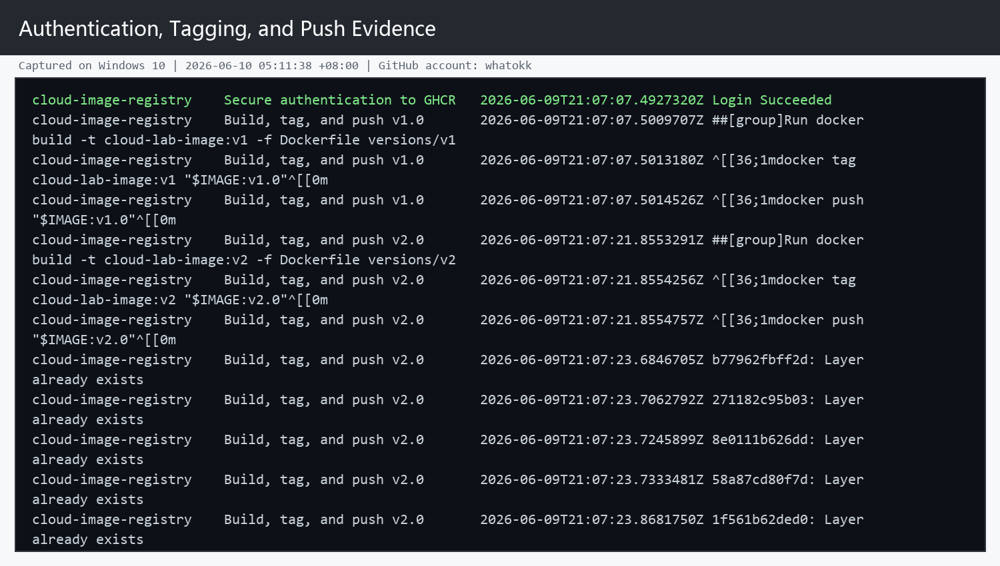 Authentication, Tagging, and Push Evidence
Captured on Windows 10 | 2026-06-10 05:11:38 +08:00 | GitHub account: whatokk
cloud-image-registry    Secure authentication to GHCR   2026-06-09T21:07:07.4927320Z Login Succeeded
cloud-image-registry    Build, tag, and push v1.0       2026-06-09T21:07:07.5009707Z ##[group]Run docker
build -t cloud-lab-image:v1 -f Dockerfile versions/v1
cloud-image-registry    Build, tag, and push v1.0       2026-06-09T21:07:07.5013180Z ^[[36;1mdocker tag
cloud-lab-image:v1 "$IMAGE:v1.0"^[[0m
cloud-image-registry    Build, tag, and push v1.0       2026-06-09T21:07:07.5014526Z ^[[36;1mdocker push
"$IMAGE:v1.0"^[[0m
cloud-image-registry    Build, tag, and push v2.0       2026-06-09T21:07:21.8553291Z ##[group]Run docker
build -t cloud-lab-image:v2 -f Dockerfile versions/v2
cloud-image-registry    Build, tag, and push v2.0       2026-06-09T21:07:21.8554256Z ^[[36;1mdocker tag
cloud-lab-image:v2 "$IMAGE:v2.0"^[[0m
cloud-image-registry    Build, tag, and push v2.0       2026-06-09T21:07:21.8554757Z ^[[36;1mdocker push
"$IMAGE:v2.0"^[[0m
cloud-image-registry    Build, tag, and push v2.0       2026-06-09T21:07:23.6846705Z b77962fbff2d: Layer
already exists
cloud-image-registry    Build, tag, and push v2.0       2026-06-09T21:07:23.7062792Z 271182c95b03: Layer
already exists
cloud-image-registry    Build, tag, and push v2.0       2026-06-09T21:07:23.7245899Z 8e0111b626dd: Layer
already exists
cloud-image-registry    Build, tag, and push v2.0       2026-06-09T21:07:23.7333481Z 58a87cd80f7d: Layer
already exists
cloud-image-registry    Build, tag, and push v2.0       2026-06-09T21:07:23.8681750Z 1f561b62ded0: Layer
already exists